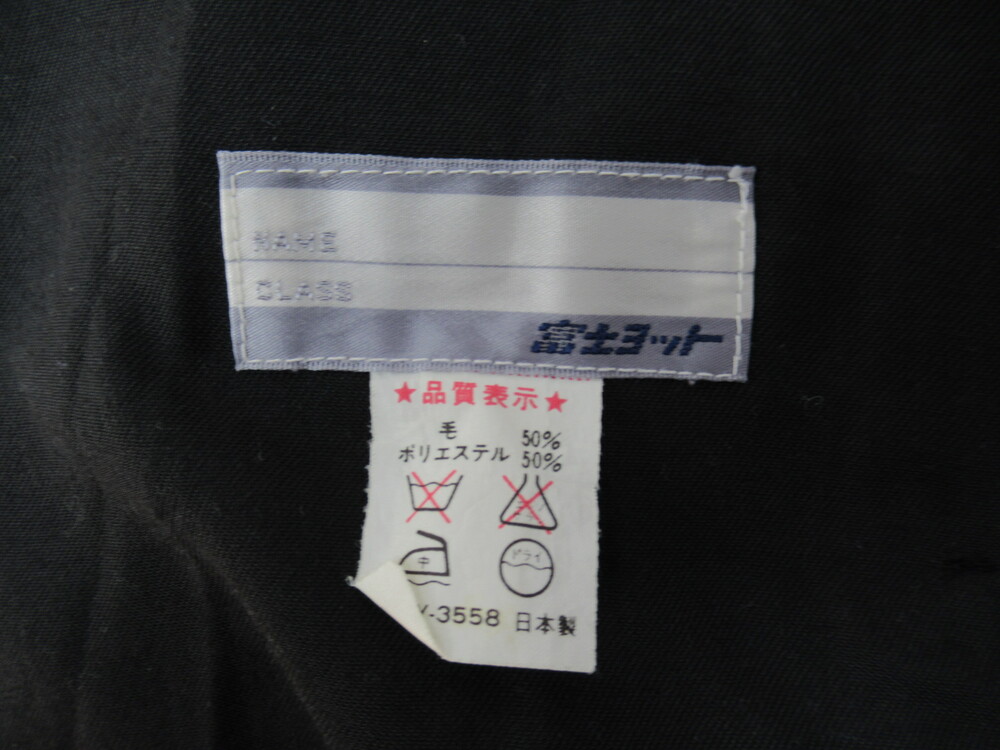 NAME
CLASS
富士ヨット
★品質表示★
毛 50%
ポリエステル 50%
中 ドライ
-3558 日本製